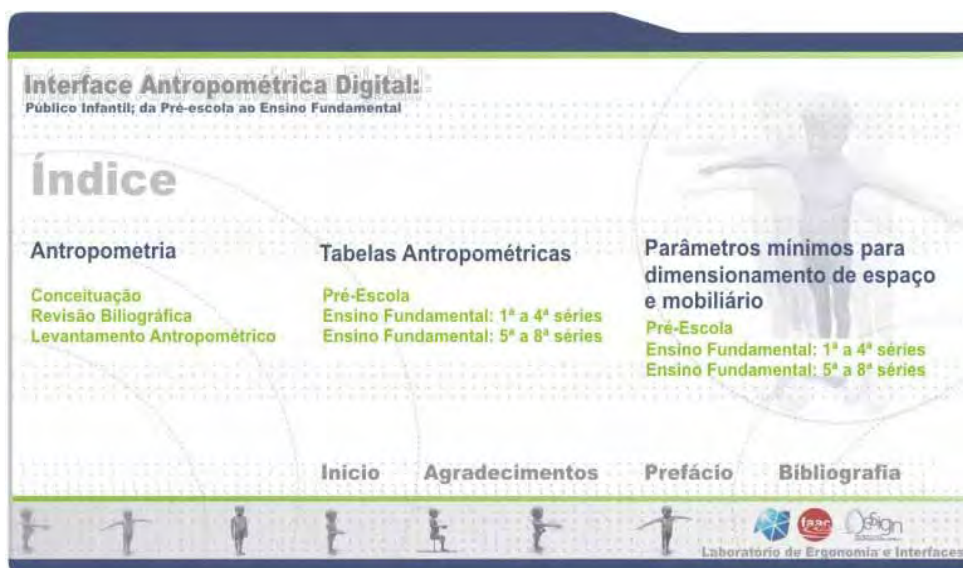 Interface Antropométrica Digital:
Público Infantil; da Pré-escola ao Ensino Fundamental
Índice
Antropometria
Conceituação
Revisão Biliográfica
Levantamento Antropométrico
Tabelas Antropométricas
Pré-Escola
Ensino Fundamental: 1ª a 4ª séries
Ensino Fundamental: 5ª a 8ª séries
Parâmetros mínimos para
dimensionamento de espaço
e mobiliário
Pré-Escola
Ensino Fundamental: 1ª a 4ª séries
Ensino Fundamental: 5ª a 8ª séries
Início Agradecimentos Prefácio Bibliografia
faac Design
Laboratório de Ergonomia e Interfaces